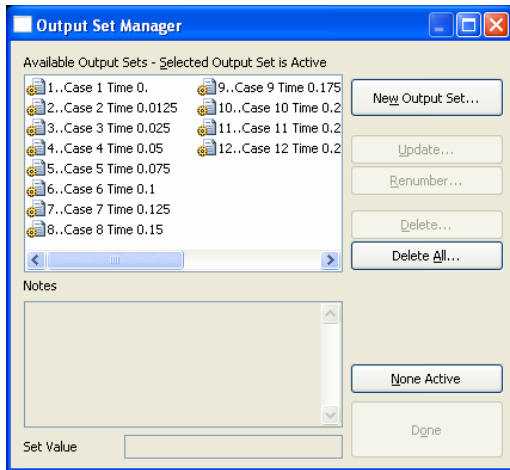 Output Set Manager
Available Output Sets - Selected Output Set is Active
1..Case 1 Time 0.
2..Case 2 Time 0.0125
3..Case 3 Time 0.025
4..Case 4 Time 0.05
5..Case 5 Time 0.075
6..Case 6 Time 0.1
7..Case 7 Time 0.125
8..Case 8 Time 0.15
9..Case 9 Time 0.175
10..Case 10 Time 0.2
11..Case 11 Time 0.2
12..Case 12 Time 0.2
New Output Set...
Update...
Renumber...
Delete...
Delete All...
Notes
None Active
Done
Set Value